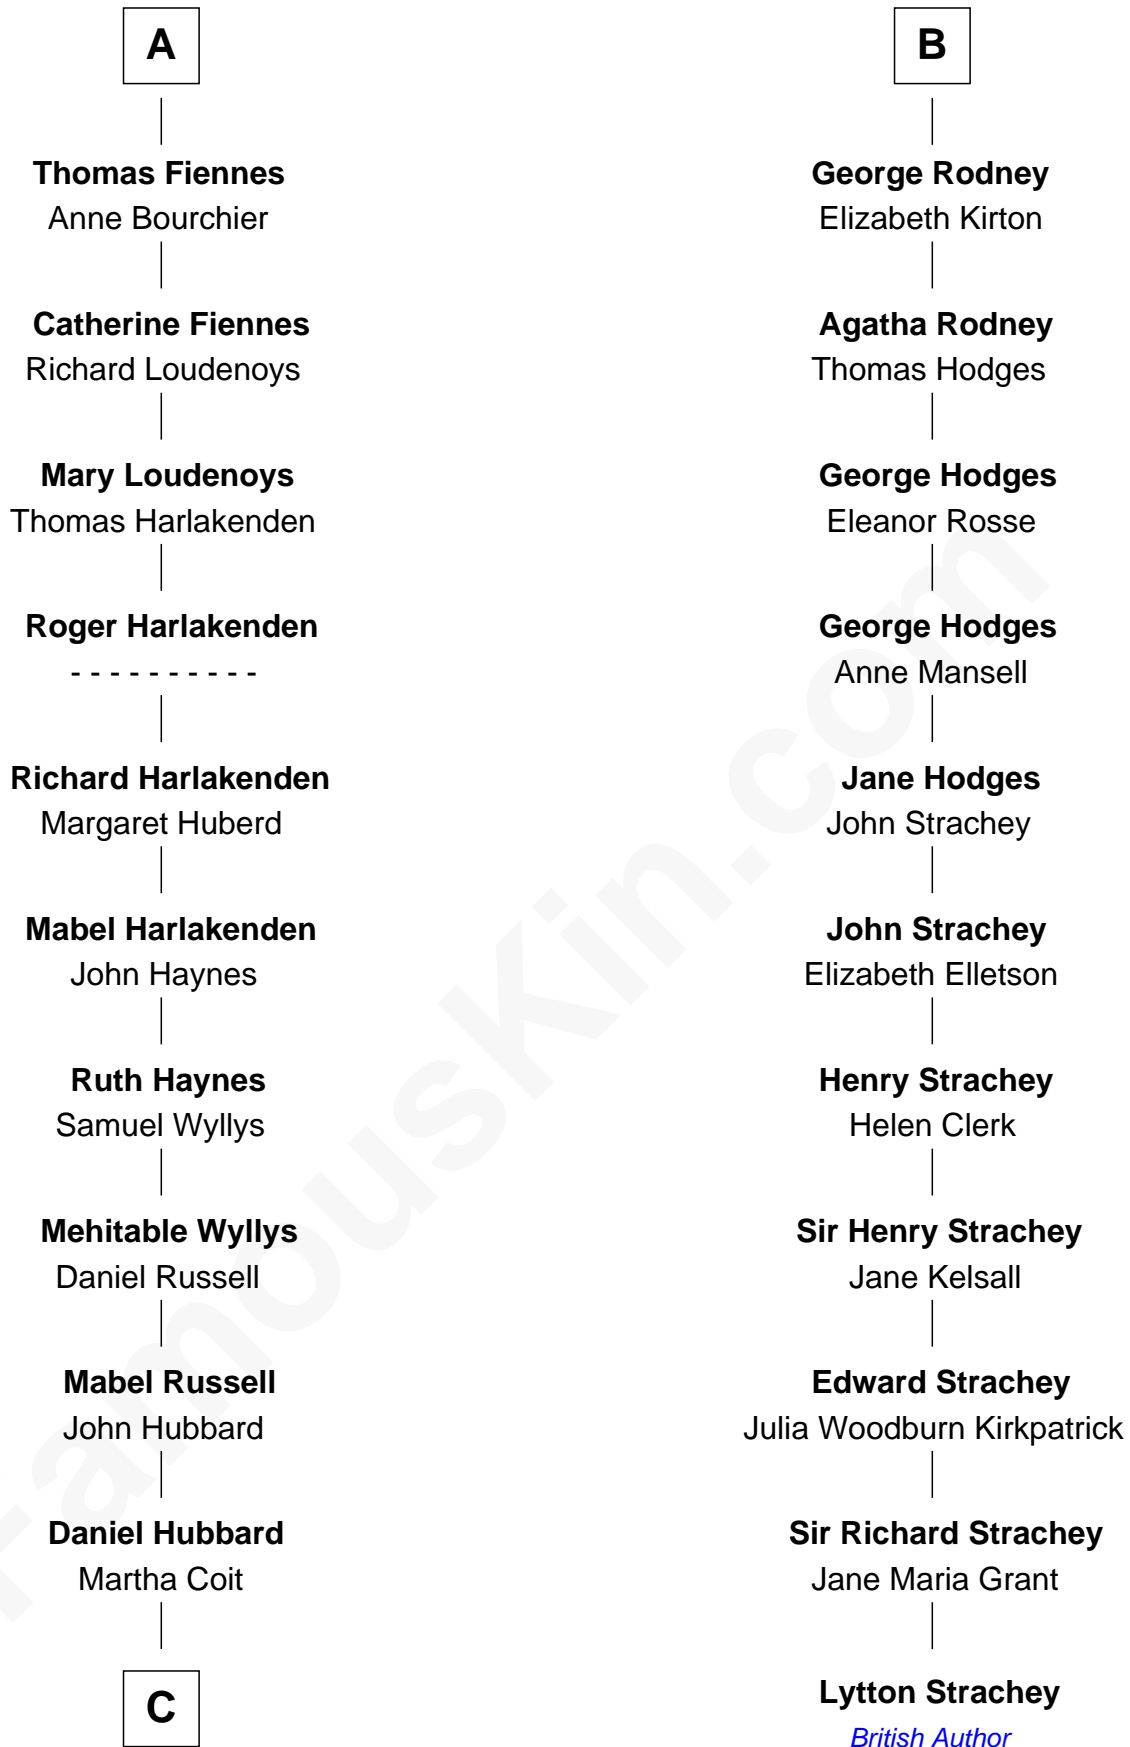 A
Thomas Fiennes
Anne Bourchier
Catherine Fiennes
Richard Loudenoys
Mary Loudenoys
Thomas Harlakenden
Roger Harlakenden
- - - - - - - - - -
Richard Harlakenden
Margaret Huberd
Mabel Harlakenden
John Haynes
Ruth Haynes
Samuel Wyllys
Mehitable Wyllys
Daniel Russell
Mabel Russell
John Hubbard
Daniel Hubbard
Martha Coit
C
B
George Rodney
Elizabeth Kirton
Agatha Rodney
Thomas Hodges
George Hodges
Eleanor Rosse
George Hodges
Anne Mansell
Jane Hodges
John Strachey
John Strachey
Elizabeth Elletson
Henry Strachey
Helen Clerk
Sir Henry Strachey
Jane Kelsall
Edward Strachey
Julia Woodburn Kirkpatrick
Sir Richard Strachey
Jane Maria Grant
Lytton Strachey
British Author
FamousKin.com